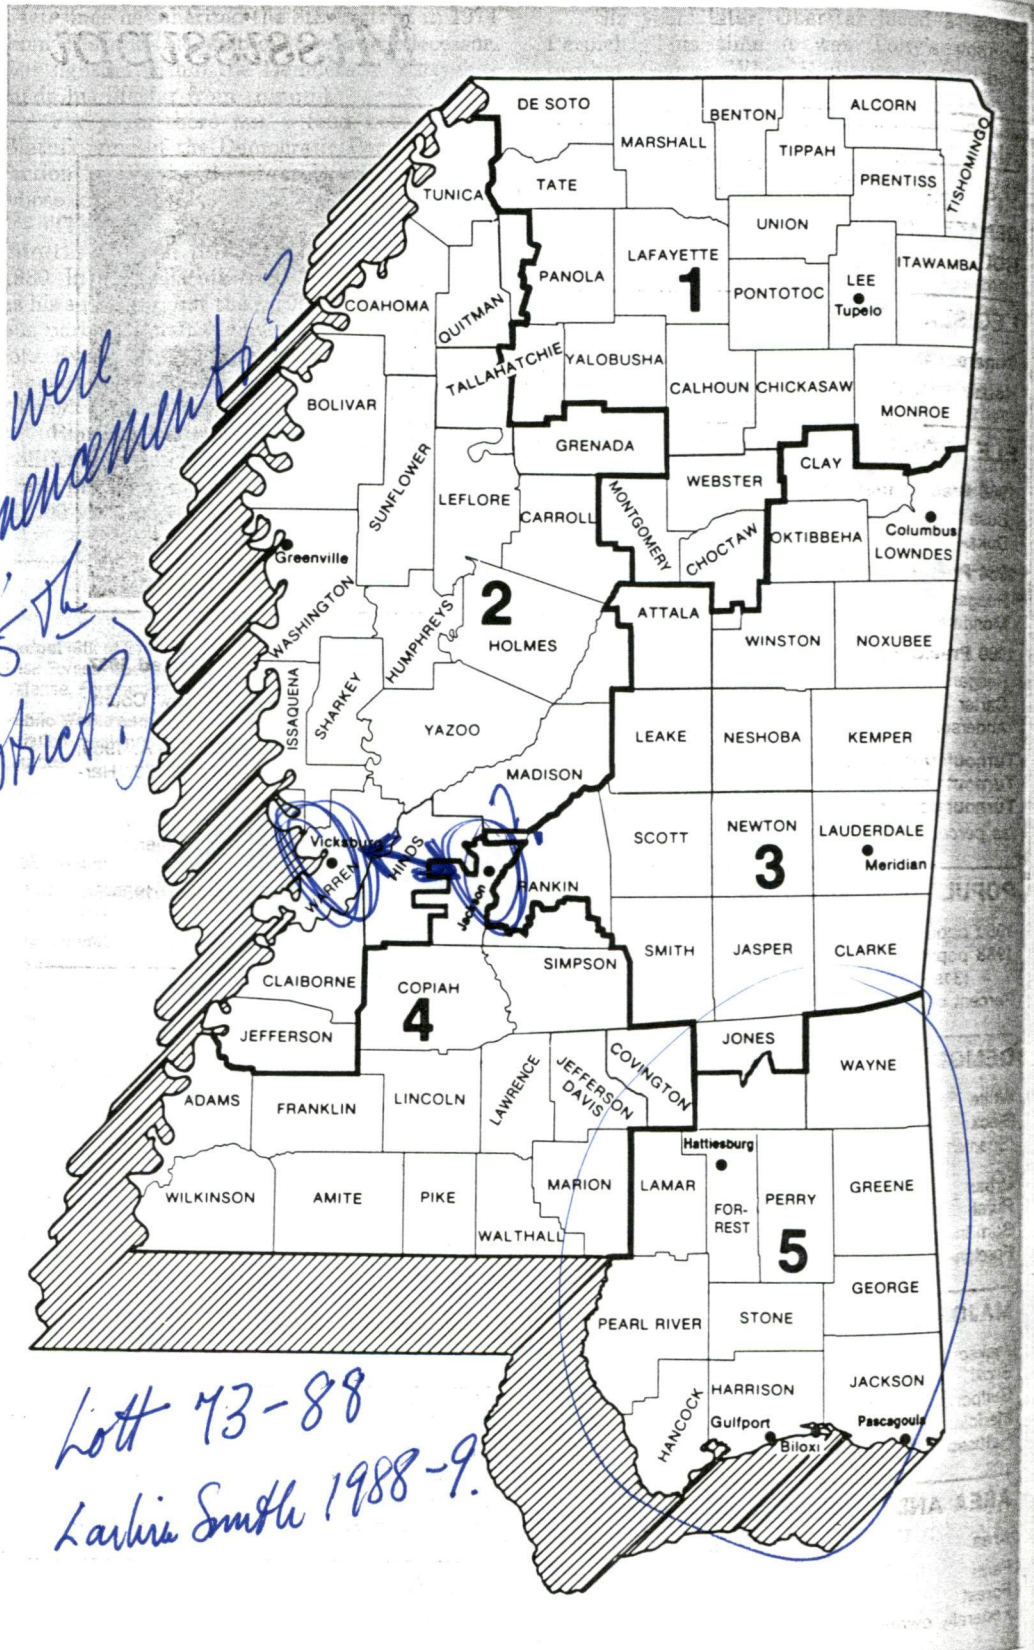 DE SOTO
MARSHALL
BENTON
TIPPAH
ALCORN
TISHOMINGO
PRENTISS
TUNICA
TATE
UNION
PANOLA
LAFAYETTE
1
ITAWAMBA
LEE
Tupelo
PONTOTOC
COAHOMA
QUITMAN
TALLAHATCHIE
YALOBUSHA
CALHOUN
CHICKASAW
MONROE
were
BOLIVAR
GRENADA
CLAY
WEBSTER
SUNFLOWER
LEFLORE
CARROLL
MONTGOMERY
CHOCTAW
OKTIBBEHA
Columbus
LOWNDES
Greenville
5th
WASHINGTON
HUMPHREYS
2
HOLMES
ATTALA
WINSTON
NOXUBEE
ISSAQUENA
SHARKEY
YAZOO
LEAKE
NESHOBA
KEMPER
MADISON
?
Vicksburg
WARREN
HINDS
Jackson
RANKIN
SCOTT
NEWTON
3
LAUDERDALE
Meridian
SMITH
JASPER
CLARKE
CLAIBORNE
COPIAH
4
SIMPSON
JEFFERSON
JONES
WAYNE
COVINGTON
JEFFERSON
DAVIS
LAWRENCE
LINCOLN
FRANKLIN
ADAMS
Hattiesburg
WILKINSON
AMITE
PIKE
WALTHALL
MARION
LAMAR
FOR-
REST
PERRY
5
GREENE
GEORGE
PEARL RIVER
STONE
HANCOCK
HARRISON
JACKSON
Gulfport
Biloxi
Pascagoula
Lott 73-88
Larkin Smith 1988-9.